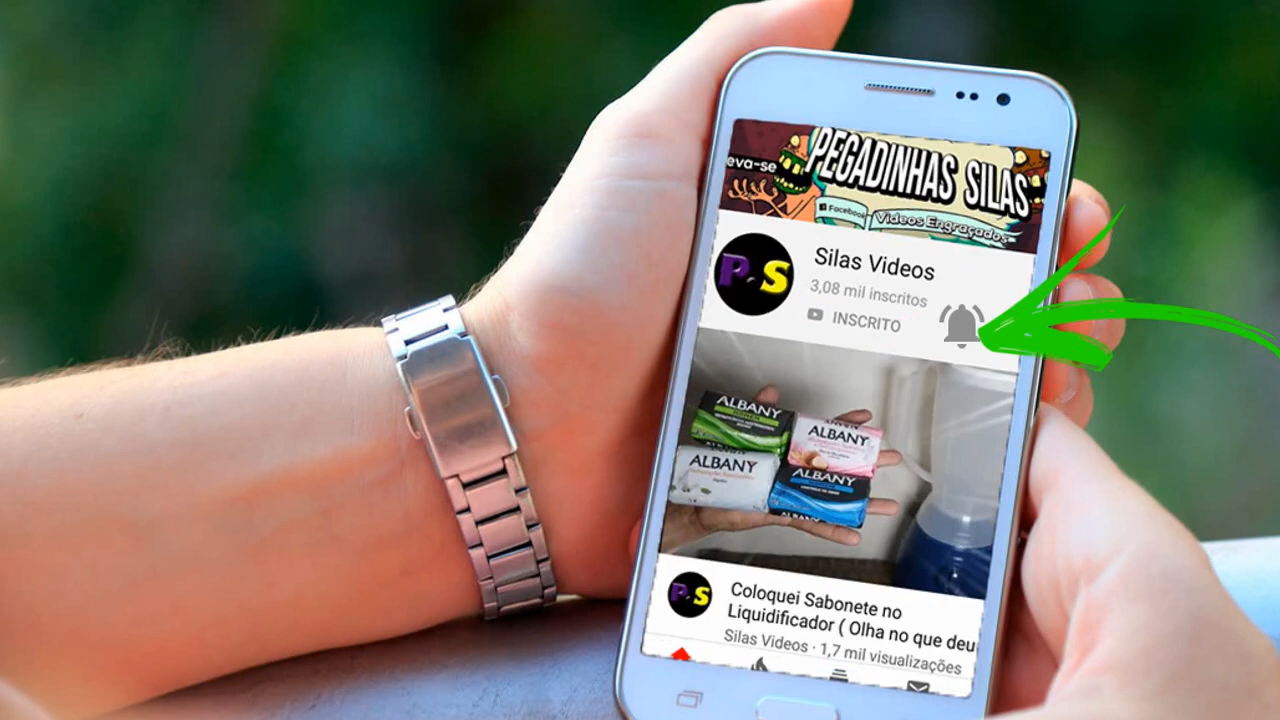 eva-se
PEGADINHAS SILAS
Facebook
Videos Engraçados
P.S
Silas Videos
3,08 mil inscritos
INSCRITO
ALBANY
HOMEM
ALBANY
ALBANY
ALBANY
P.S
Coloquei Sabonete no
Liquidificador ( Olha no que deu
Silas Videos · 1,7 mil visualizações